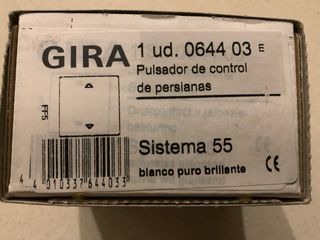 GIRA
1 ud. 0644 03 E
Pulsador de control
de persianas
FF5
Sistema 55
blanco puro brillante
CE
4 010337 644033